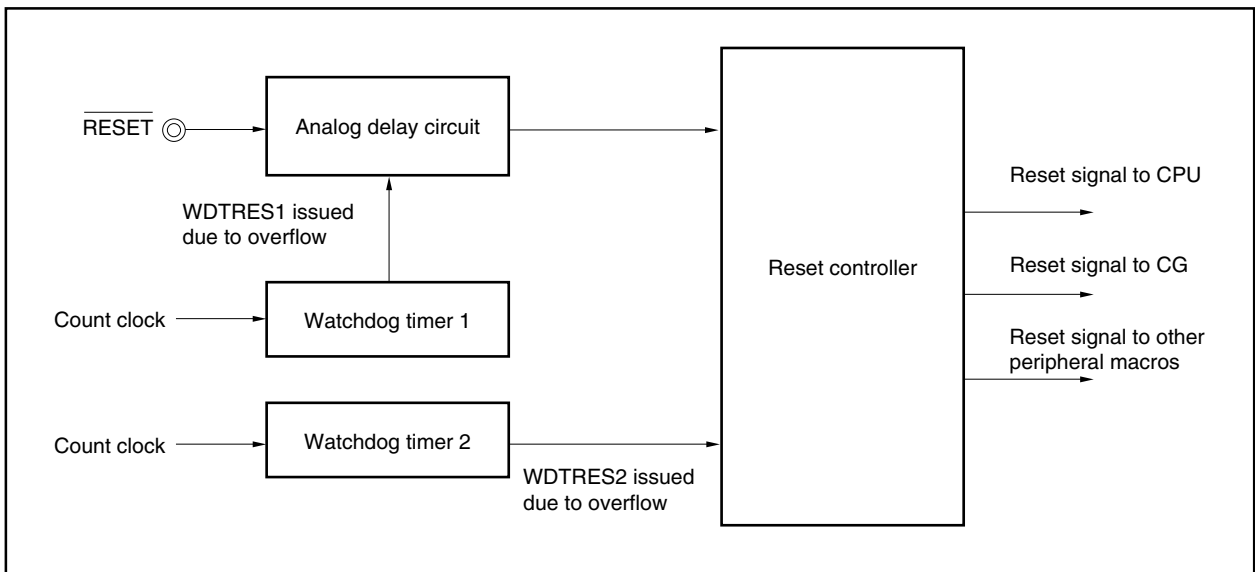 RESET
Analog delay circuit
WDTRES1 issued
due to overflow
Count clock
Watchdog timer 1
Count clock
Watchdog timer 2
WDTRES2 issued
due to overflow
Reset controller
Reset signal to CPU
Reset signal to CG
Reset signal to other
peripheral macros